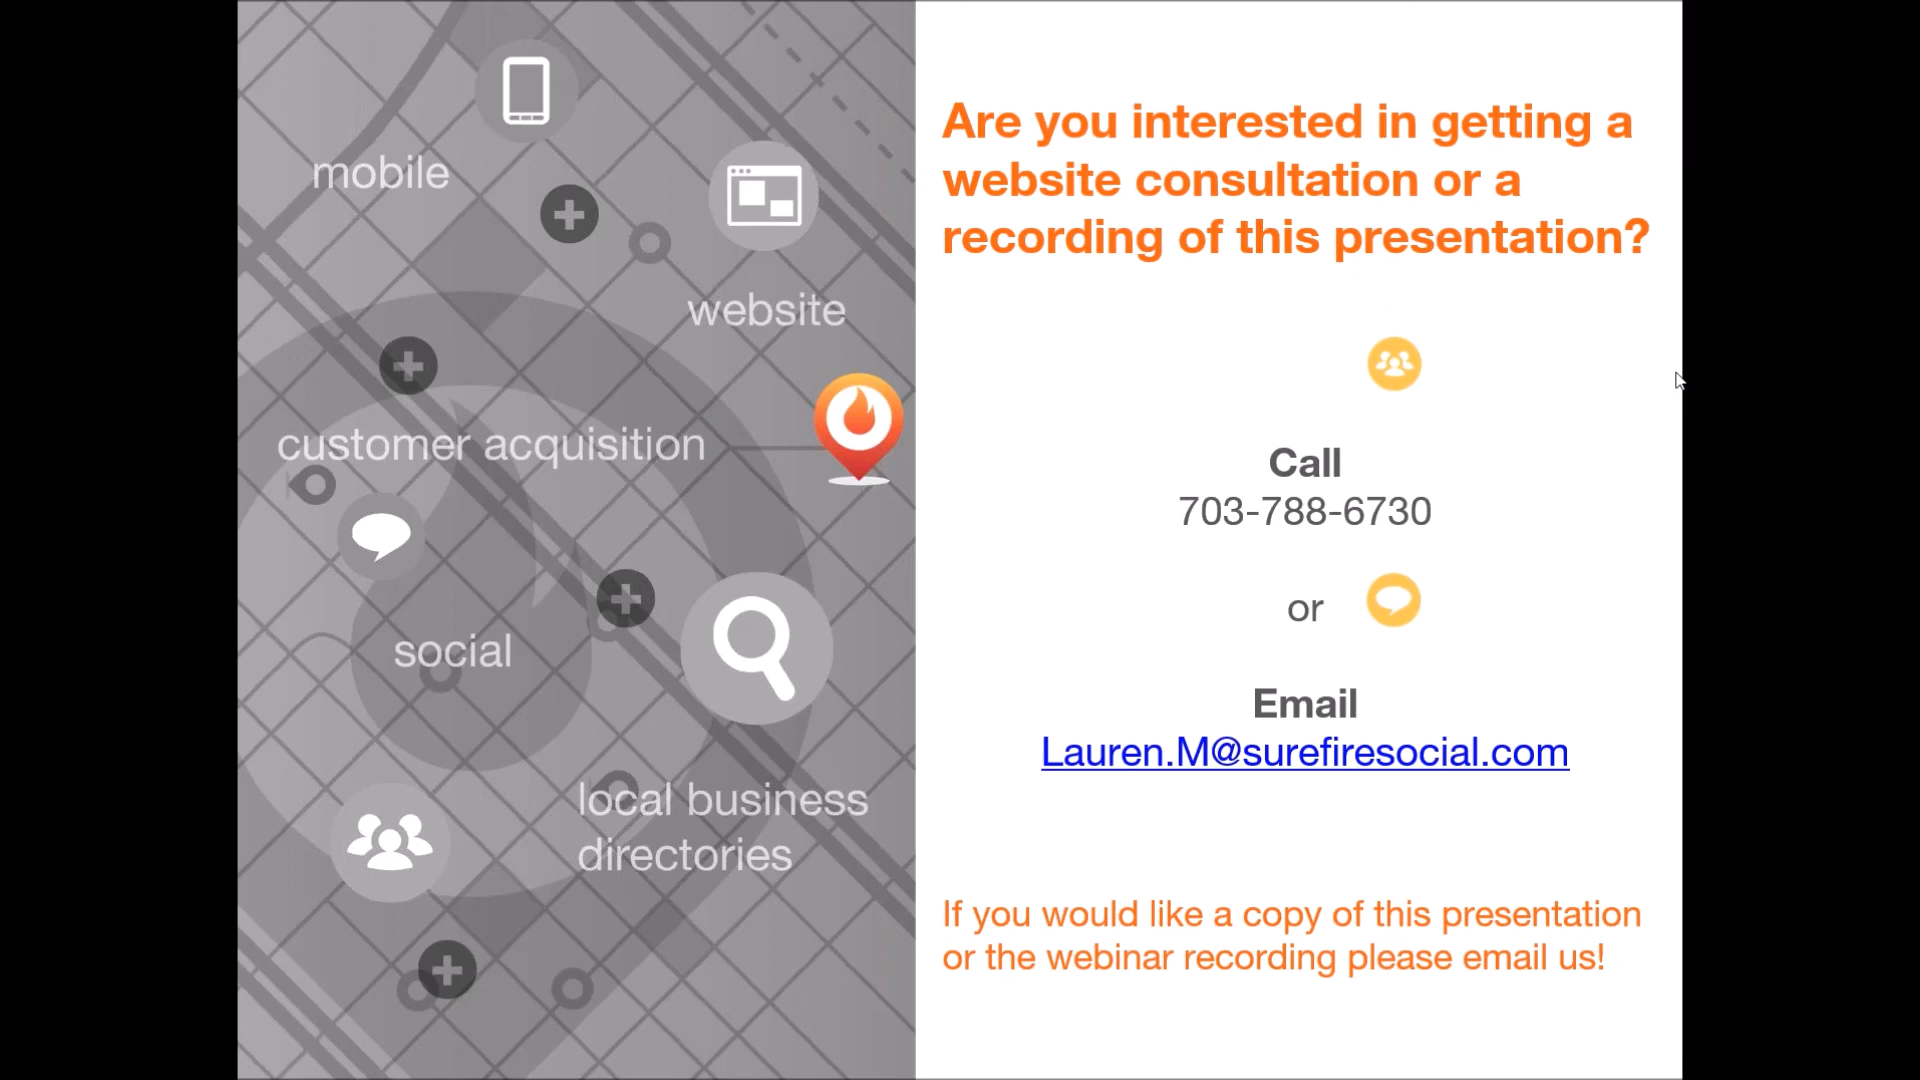 mobile
website
customer acquisition
social
local business
directories
Are you interested in getting a
website consultation or a
recording of this presentation?
Call
703-788-6730
or
Email
Lauren.M@surefiresocial.com
If you would like a copy of this presentation
or the webinar recording please email us!